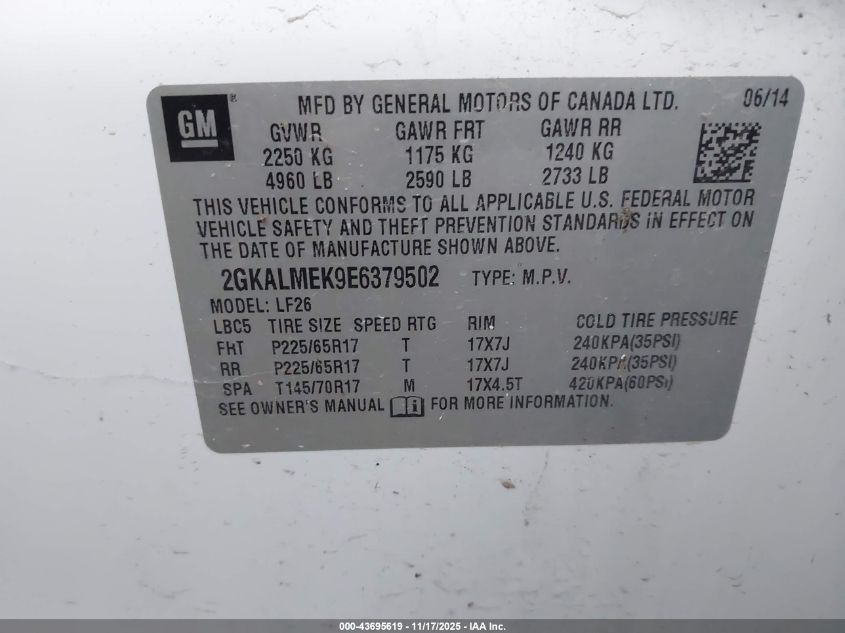 GM ® MFD BY GENERAL MOTORS OF CANADA LTD. 06/14
GVWR GAWR FRT GAWR RR
2250 KG 1175 KG 1240 KG
4960 LB 2590 LB 2733 LB
THIS VEHICLE CONFORMS TO ALL APPLICABLE U.S. FEDERAL MOTOR
VEHICLE SAFETY AND THEFT PREVENTION STANDARDS IN EFFECT ON
THE DATE OF MANUFACTURE SHOWN ABOVE.
2GKALMEK9E6379502 TYPE: M.P.V.
MODEL: LF26
LBC5 TIRE SIZE SPEED RTG RIM COLD TIRE PRESSURE
FRT P225/65R17 T 17X7J 240KPA(35PSI)
RR P225/65R17 T 17X7J 240KPA(35PSI)
SPA T145/70R17 M 17X4.5T 420KPA(60PSI)
SEE OWNER'S MANUAL FOR MORE INFORMATION.
000-43695619 - 11/17/2025 - IAA Inc.